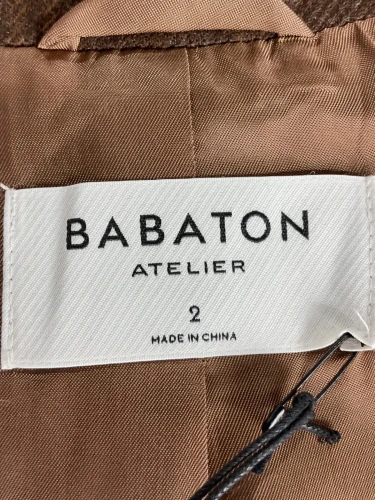 BABATON
ATELIER
2
MADE IN CHINA